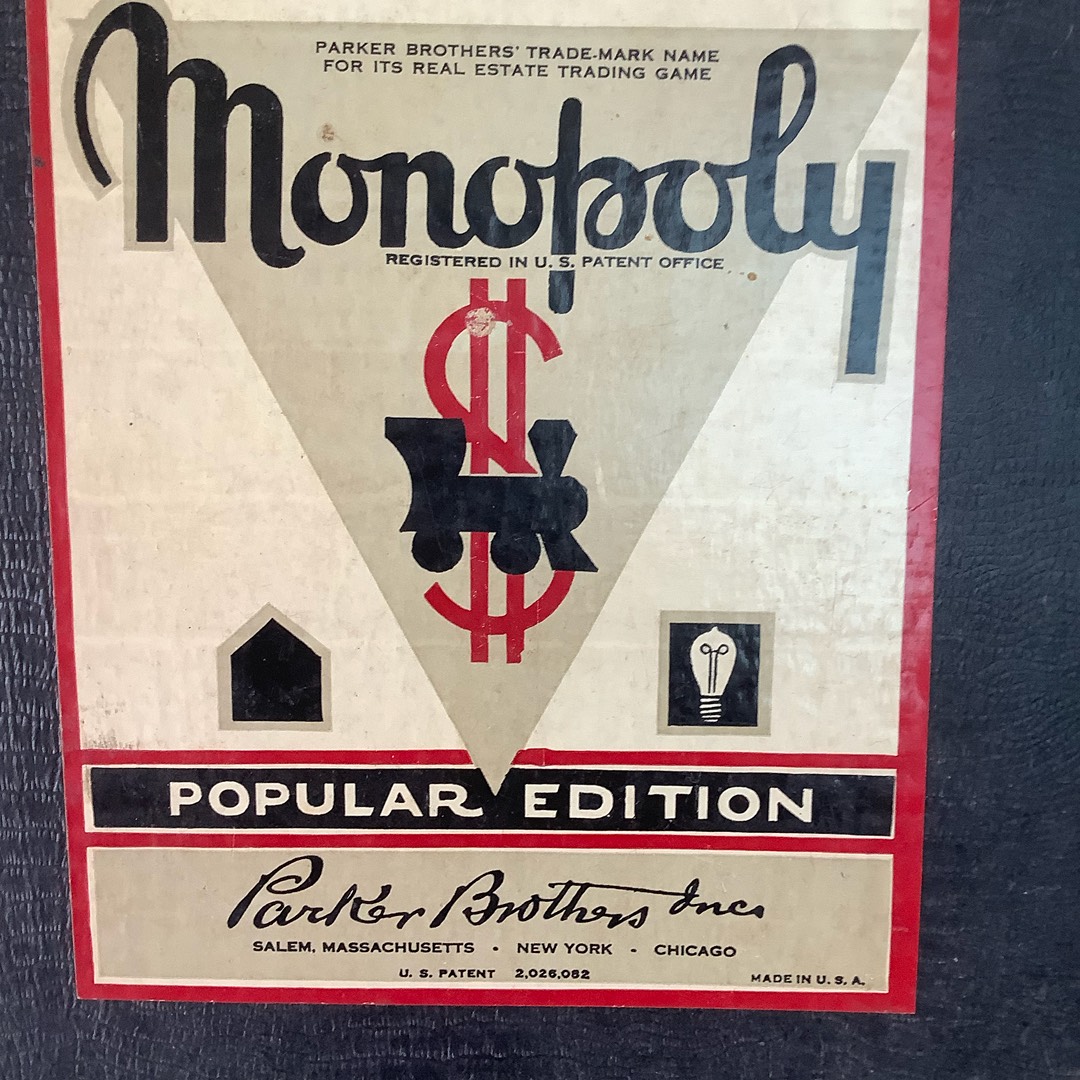 PARKER BROTHERS' TRADE-MARK NAME
FOR ITS REAL ESTATE TRADING GAME
Monopoly
REGISTERED IN U. S. PATENT OFFICE
$
POPULAR EDITION
Parker Brothers Inc.
SALEM, MASSACHUSETTS • NEW YORK - CHICAGO
U. S. PATENT 2,026,082
MADE IN U. S. A.